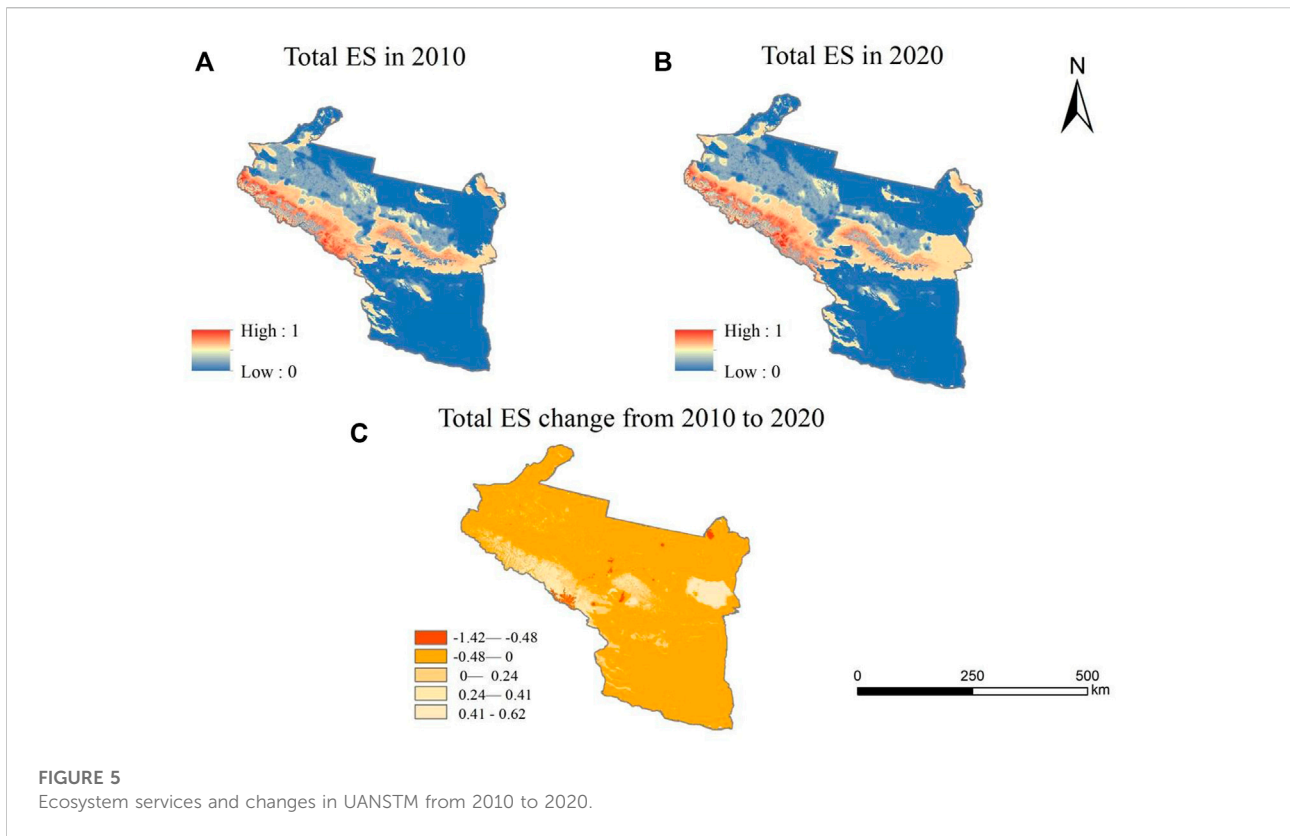 A
Total ES in 2010
B
Total ES in 2020
N
High : 1
Low : 0
High : 1
Low : 0
C
Total ES change from 2010 to 2020
-1.42— -0.48
-0.48— 0
0— 0.24
0.24— 0.41
0.41 - 0.62
0 250 500
km
FIGURE 5
Ecosystem services and changes in UANSTM from 2010 to 2020.